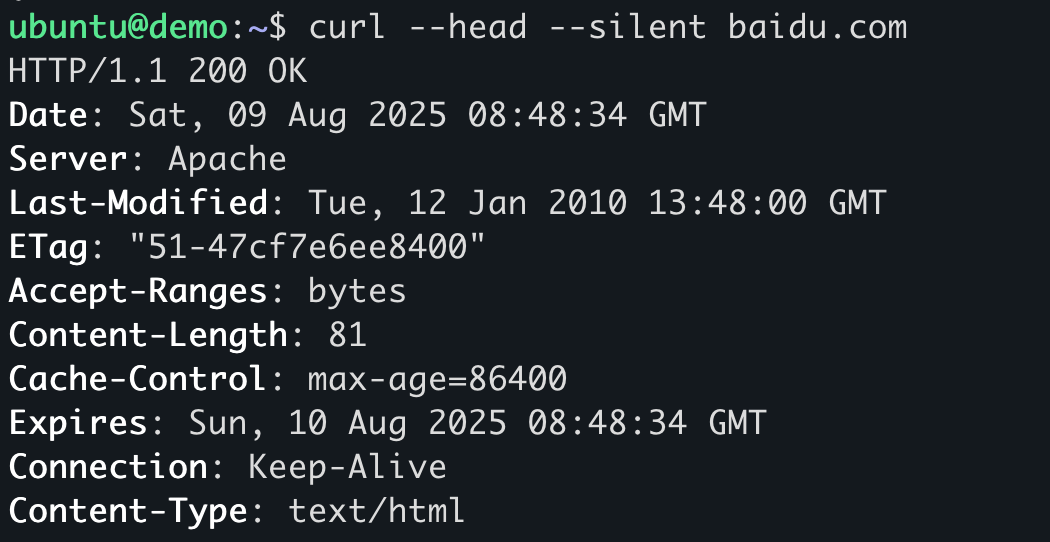 ubuntu@demo:~$ curl --head --silent baidu.com
HTTP/1.1 200 OK
Date: Sat, 09 Aug 2025 08:48:34 GMT
Server: Apache
Last-Modified: Tue, 12 Jan 2010 13:48:00 GMT
ETag: "51-47cf7e6ee8400"
Accept-Ranges: bytes
Content-Length: 81
Cache-Control: max-age=86400
Expires: Sun, 10 Aug 2025 08:48:34 GMT
Connection: Keep-Alive
Content-Type: text/html